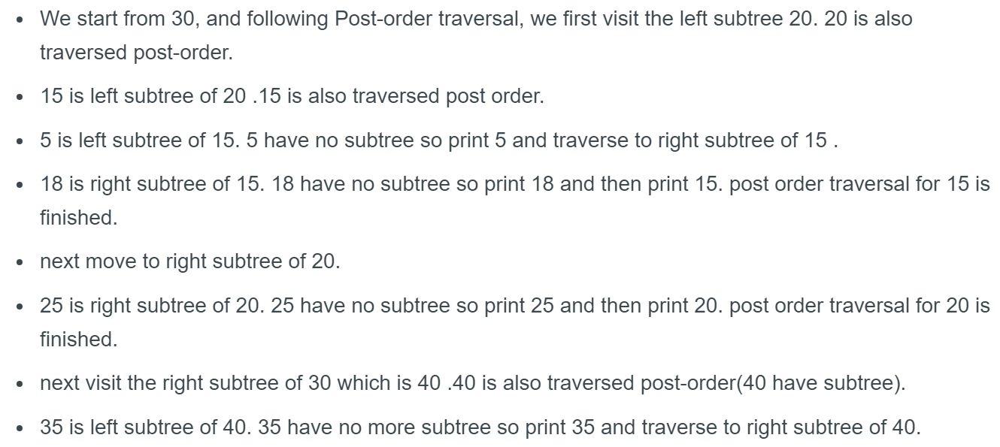 • We start from 30, and following Post-order traversal, we first visit the left subtree 20. 20 is also
traversed post-order.
• 15 is left subtree of 20 .15 is also traversed post order.
• 5 is left subtree of 15. 5 have no subtree so print 5 and traverse to right subtree of 15 .
• 18 is right subtree of 15. 18 have no subtree so print 18 and then print 15. post order traversal for 15 is
finished.
• next move to right subtree of 20.
• 25 is right subtree of 20. 25 have no subtree so print 25 and then print 20. post order traversal for 20 is
finished.
• next visit the right subtree of 30 which is 40 .40 is also traversed post-order(40 have subtree).
• 35 is left subtree of 40. 35 have no more subtree so print 35 and traverse to right subtree of 40.